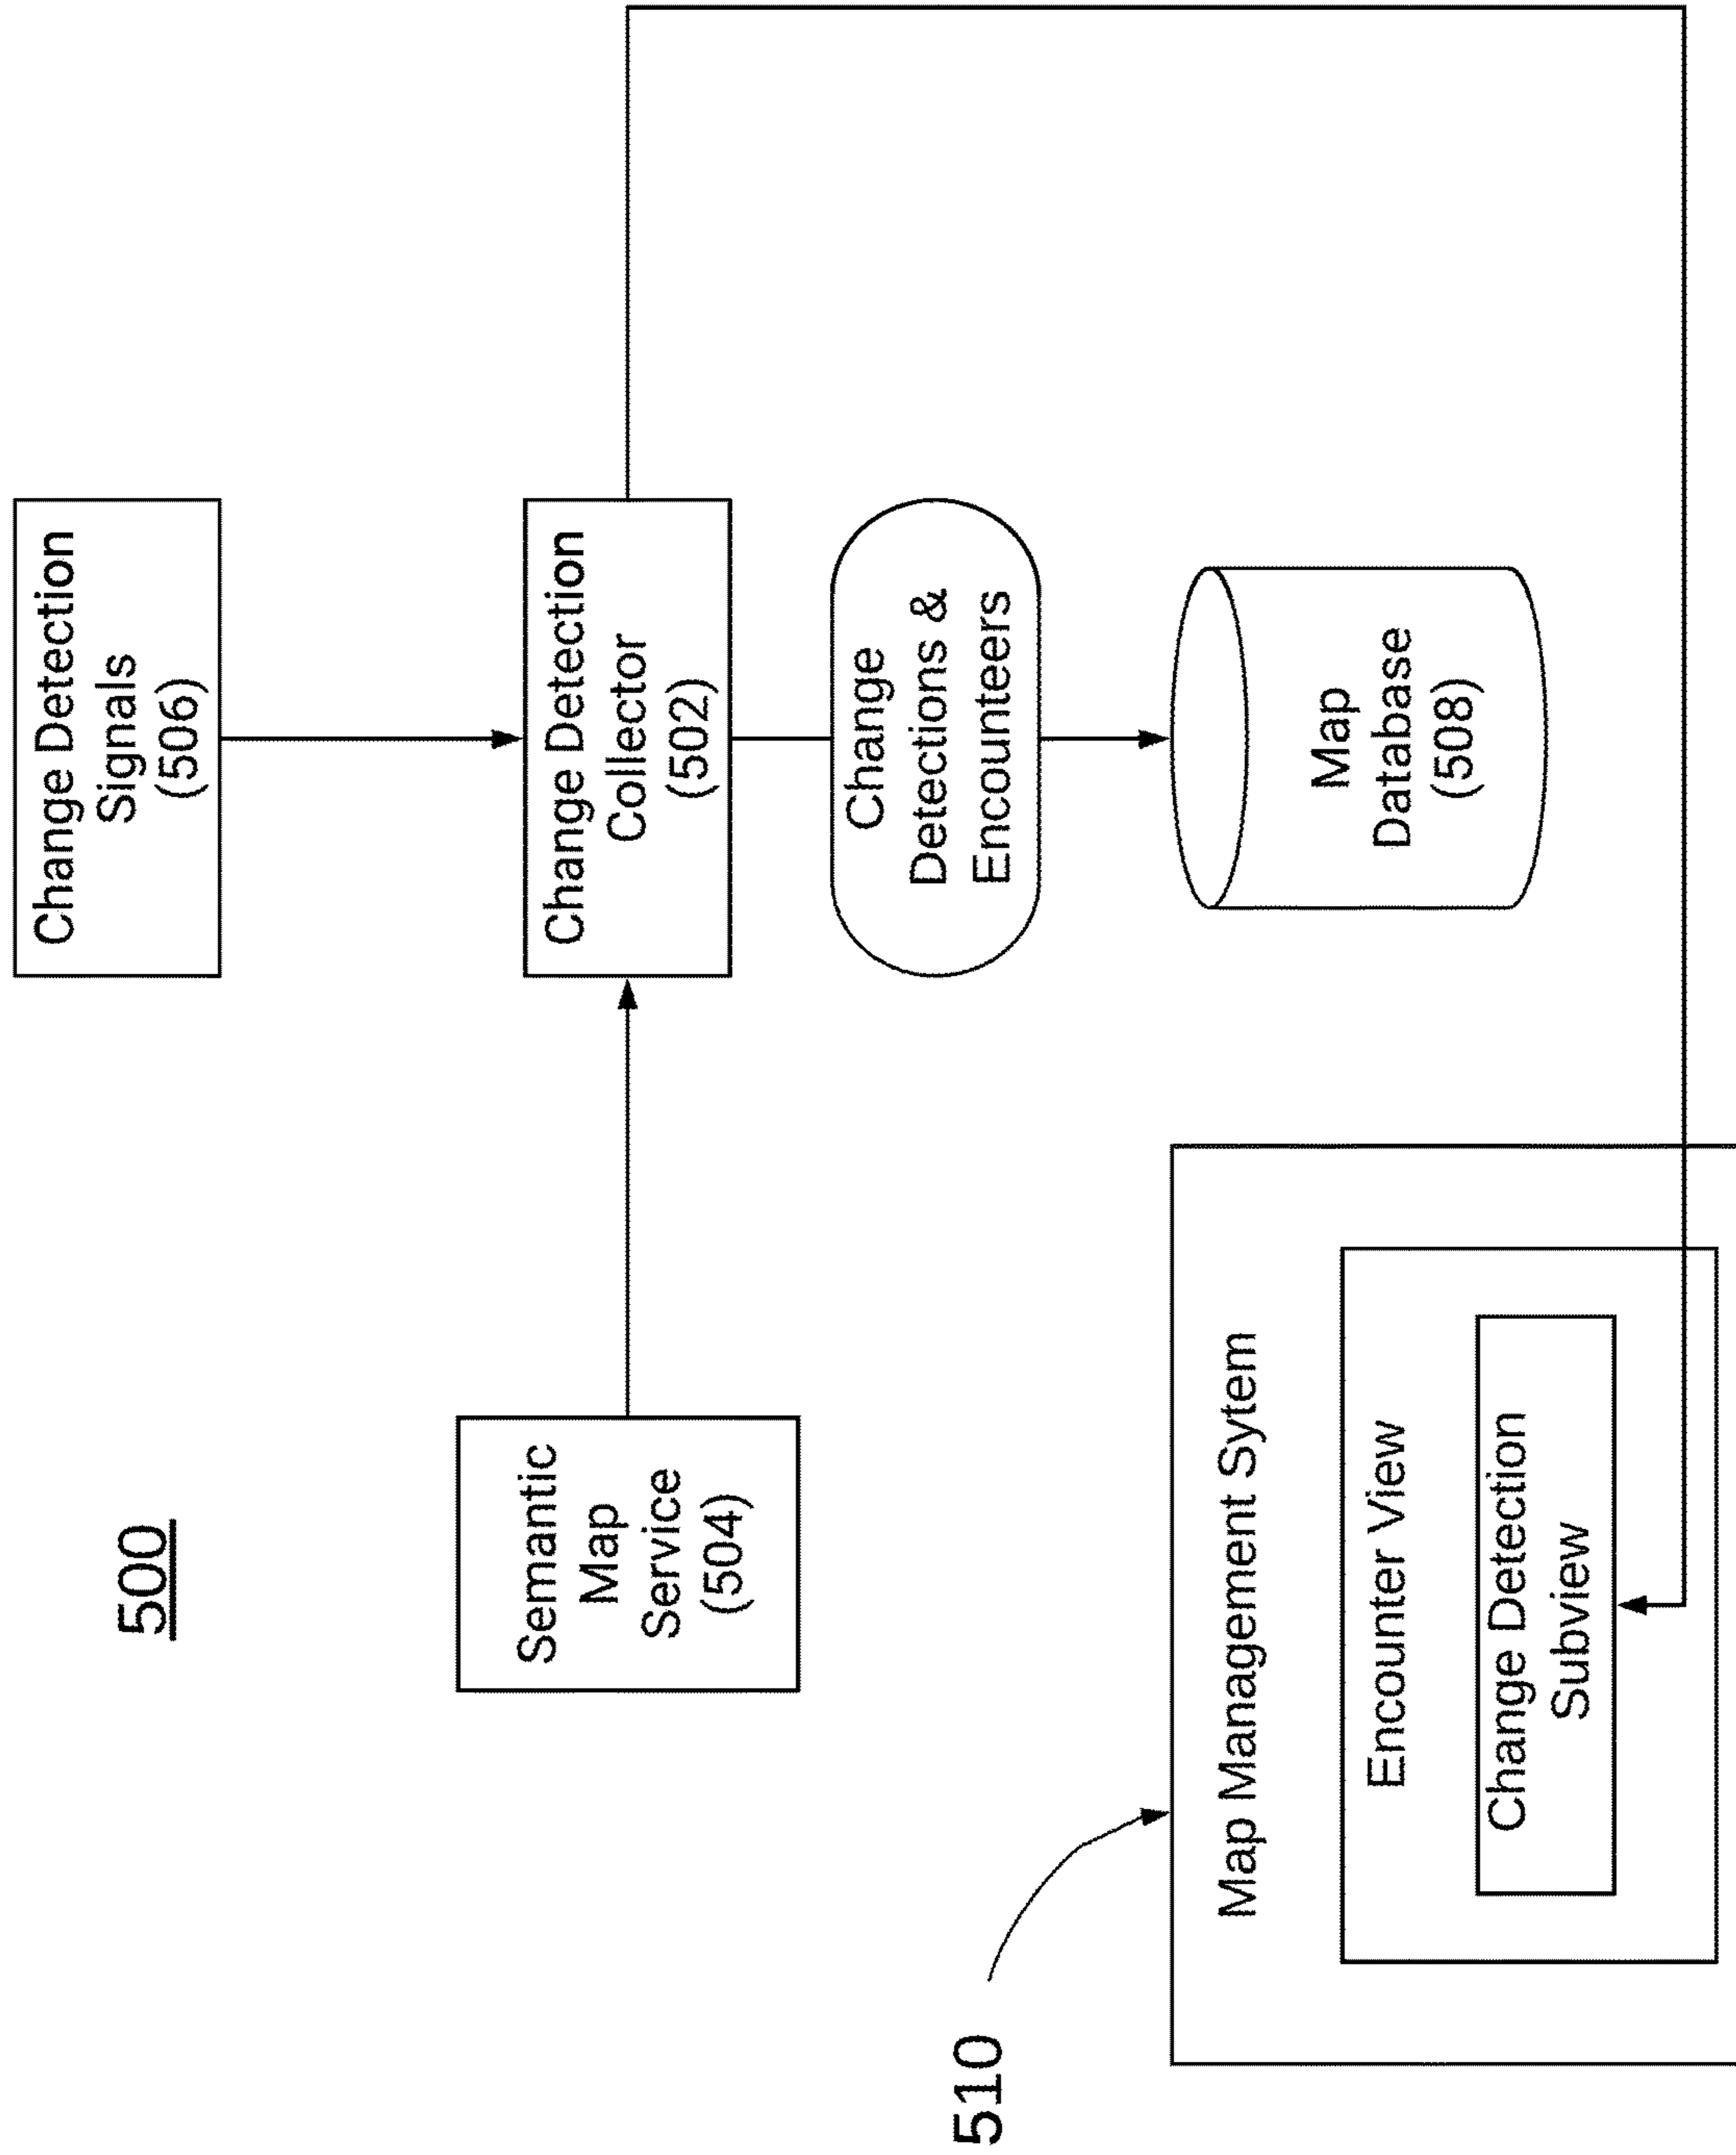 500
Change Detection
Signals
(506)
Semantic
Map
Service
(504)
Change Detection
Collector
(502)
Change
Detections &
Encounteers
510
Map Management Sytem
Encounter View
Change Detection
Subview
Map
Database
(508)